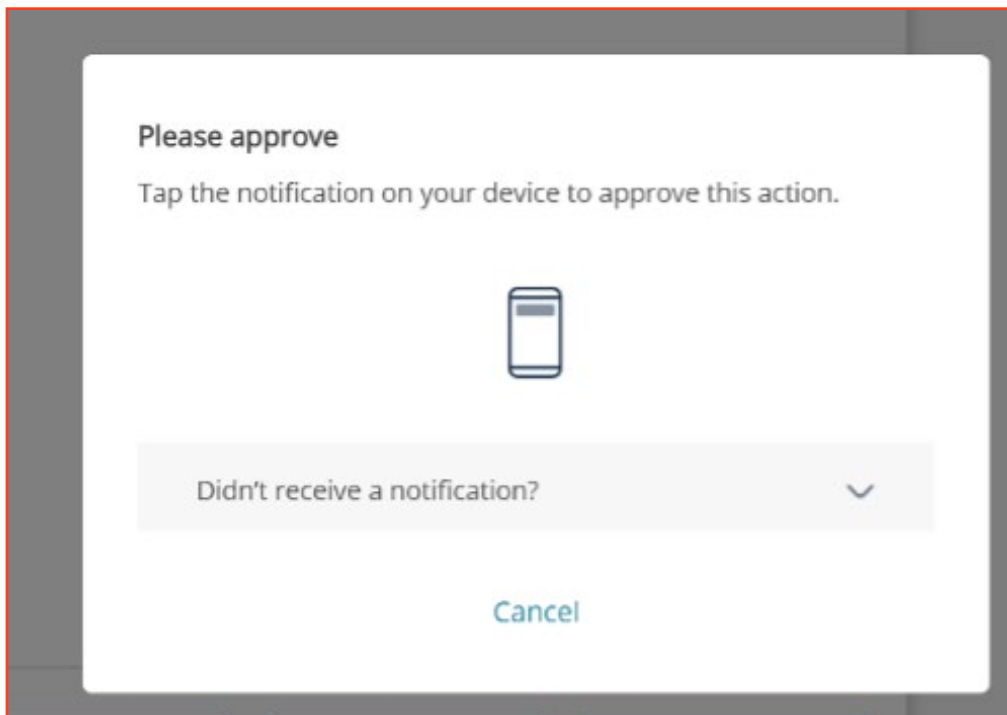 Please approve
Tap the notification on your device to approve this action.
Didn't receive a notification?
Cancel